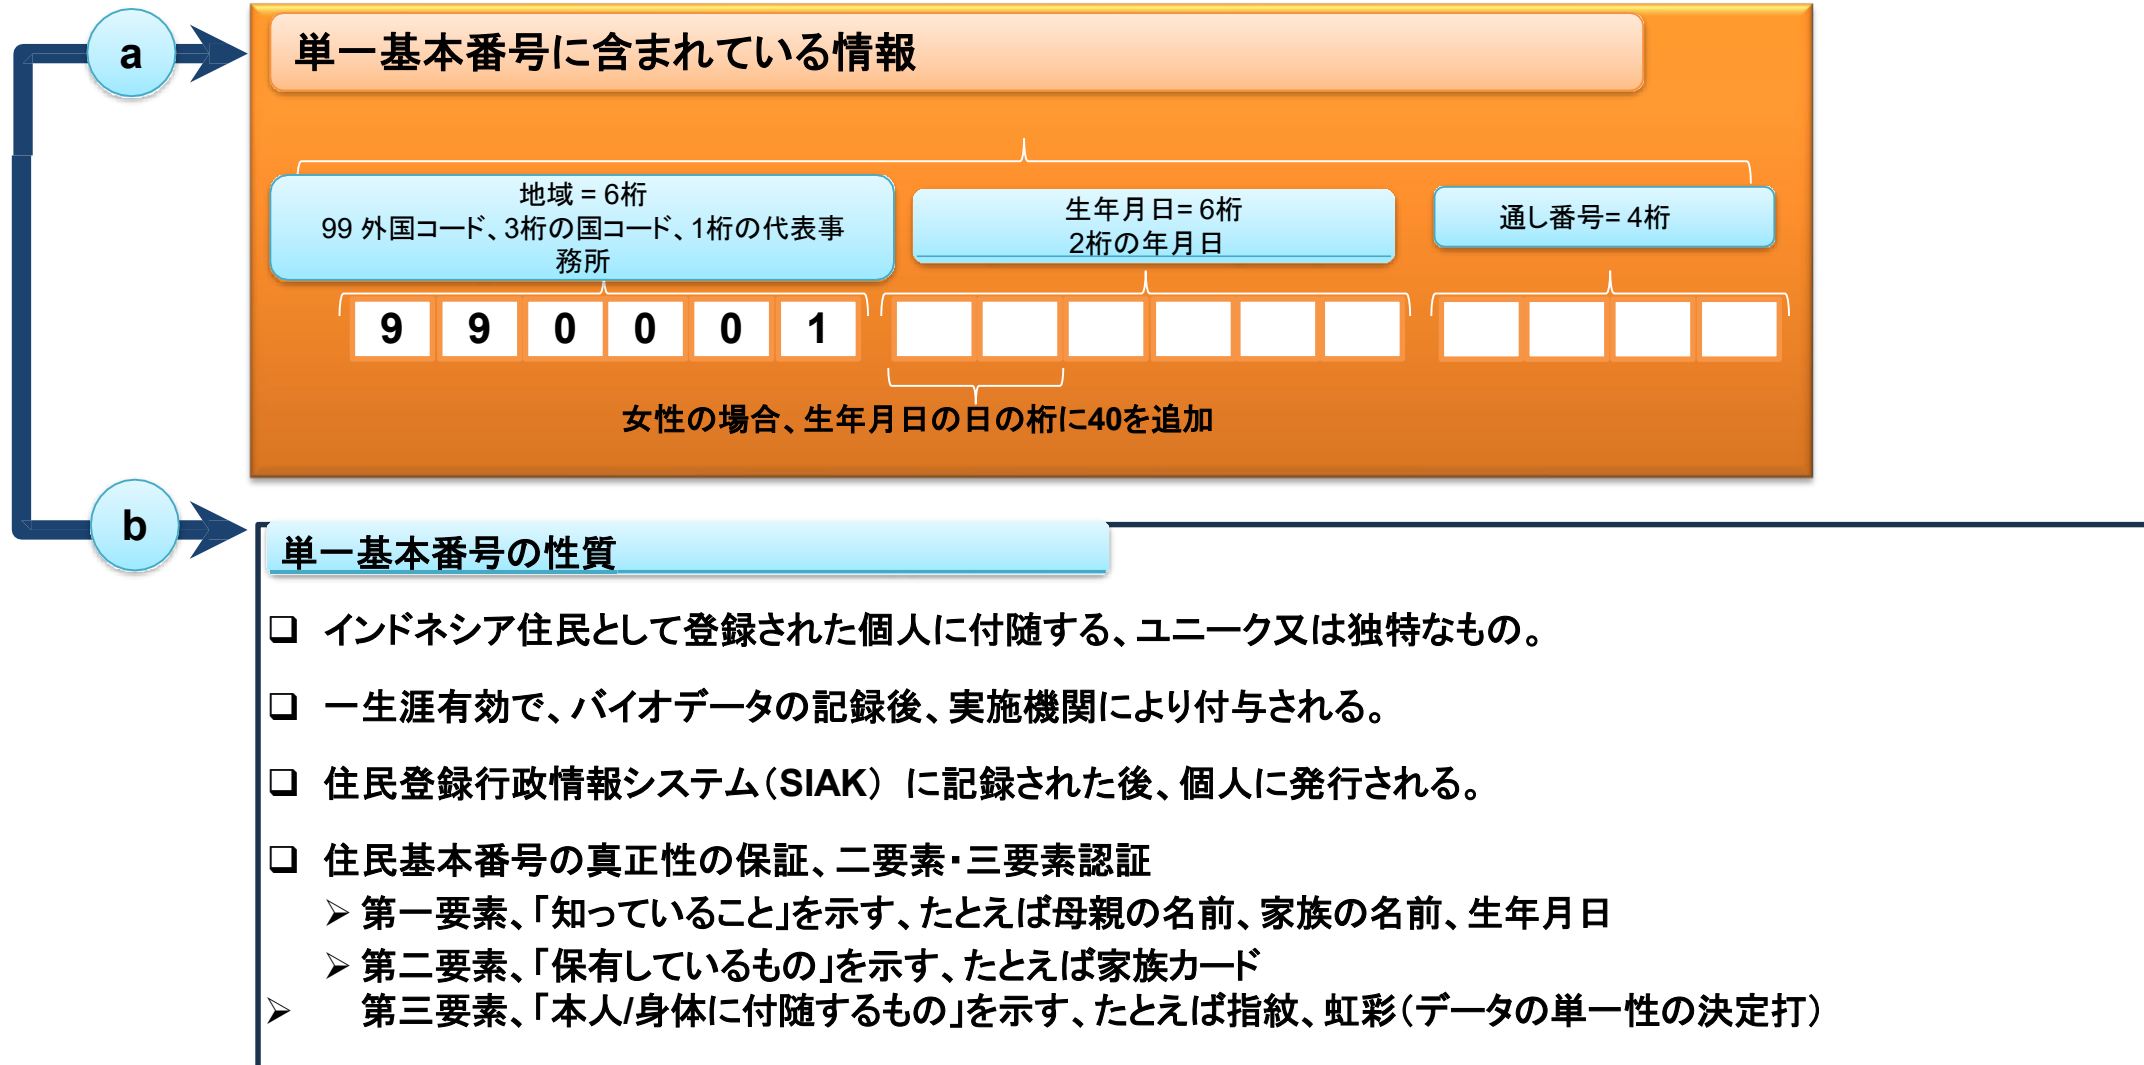 a
単一基本番号に含まれている情報
地域 = 6桁
99 外国コード、3桁の国コード、1桁の代表事
務所
生年月日= 6桁
2桁の年月日
通し番号= 4桁
9 9 0 0 0 1
女性の場合、生年月日の日の桁に40を追加
b
単一基本番号の性質
❑ インドネシア住民として登録された個人に付随する、ユニーク又は独特なもの。
❑ 一生涯有効で、バイオデータの記録後、実施機関により付与される。
❑ 住民登録行政情報システム（SIAK） に記録された後、個人に発行される。
❑ 住民基本番号の真正性の保証、二要素・三要素認証
➢ 第一要素、「知っていること」を示す、たとえば母親の名前、家族の名前、生年月日
➢ 第二要素、「保有しているもの」を示す、たとえば家族カード
➢ 第三要素、「本人/身体に付随するもの」を示す、たとえば指紋、虹彩（データの単一性の決定打）